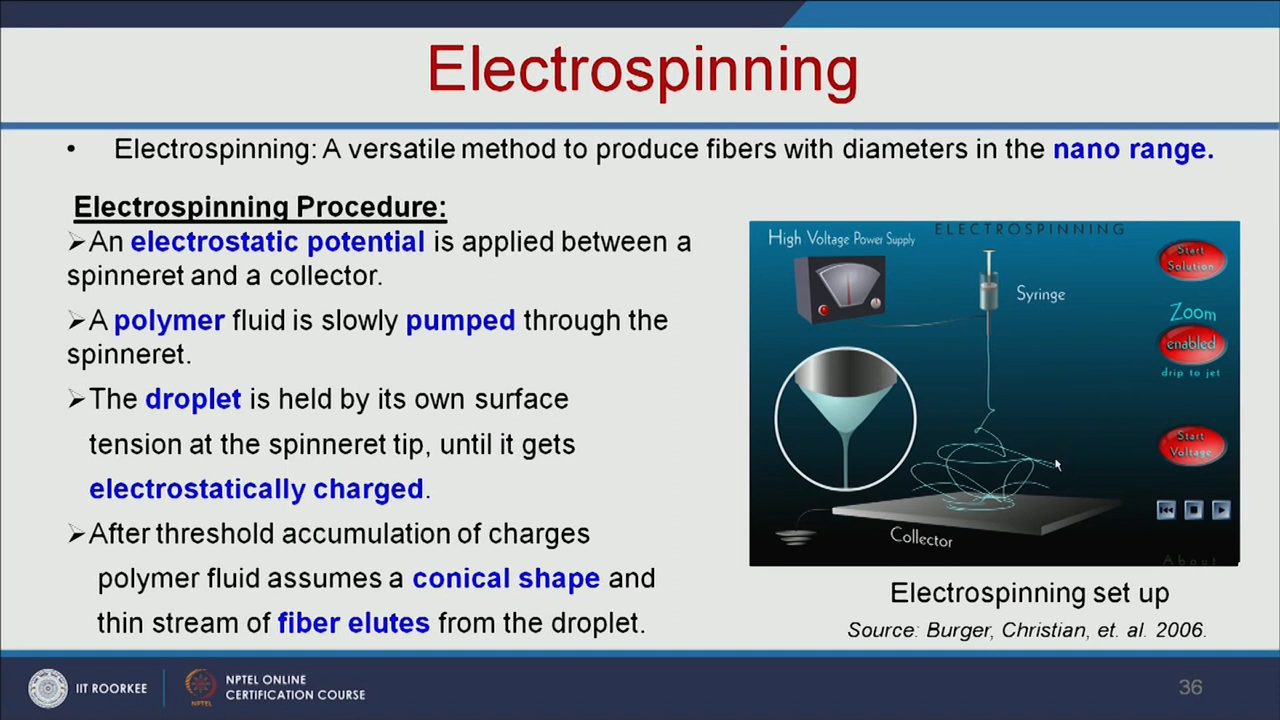 Electrospinning
• Electrospinning: A versatile method to produce fibers with diameters in the nano range.
Electrospinning Procedure:
➢An electrostatic potential is applied between a
spinneret and a collector.
➢A polymer fluid is slowly pumped through the
spinneret.
➢The droplet is held by its own surface
tension at the spinneret tip, until it gets
electrostatically charged.
➢After threshold accumulation of charges
polymer fluid assumes a conical shape and
thin stream of fiber elutes from the droplet.
ELECTROSPINNING
High Voltage Power Supply
Syringe
Start
Solution
Zoom
enabled
drip to jet
Start
Voltage
Collector
About
Electrospinning set up
Source: Burger, Christian, et. al. 2006.
IIT ROORKEE
NPTEL
NPTEL ONLINE
CERTIFICATION COURSE
36